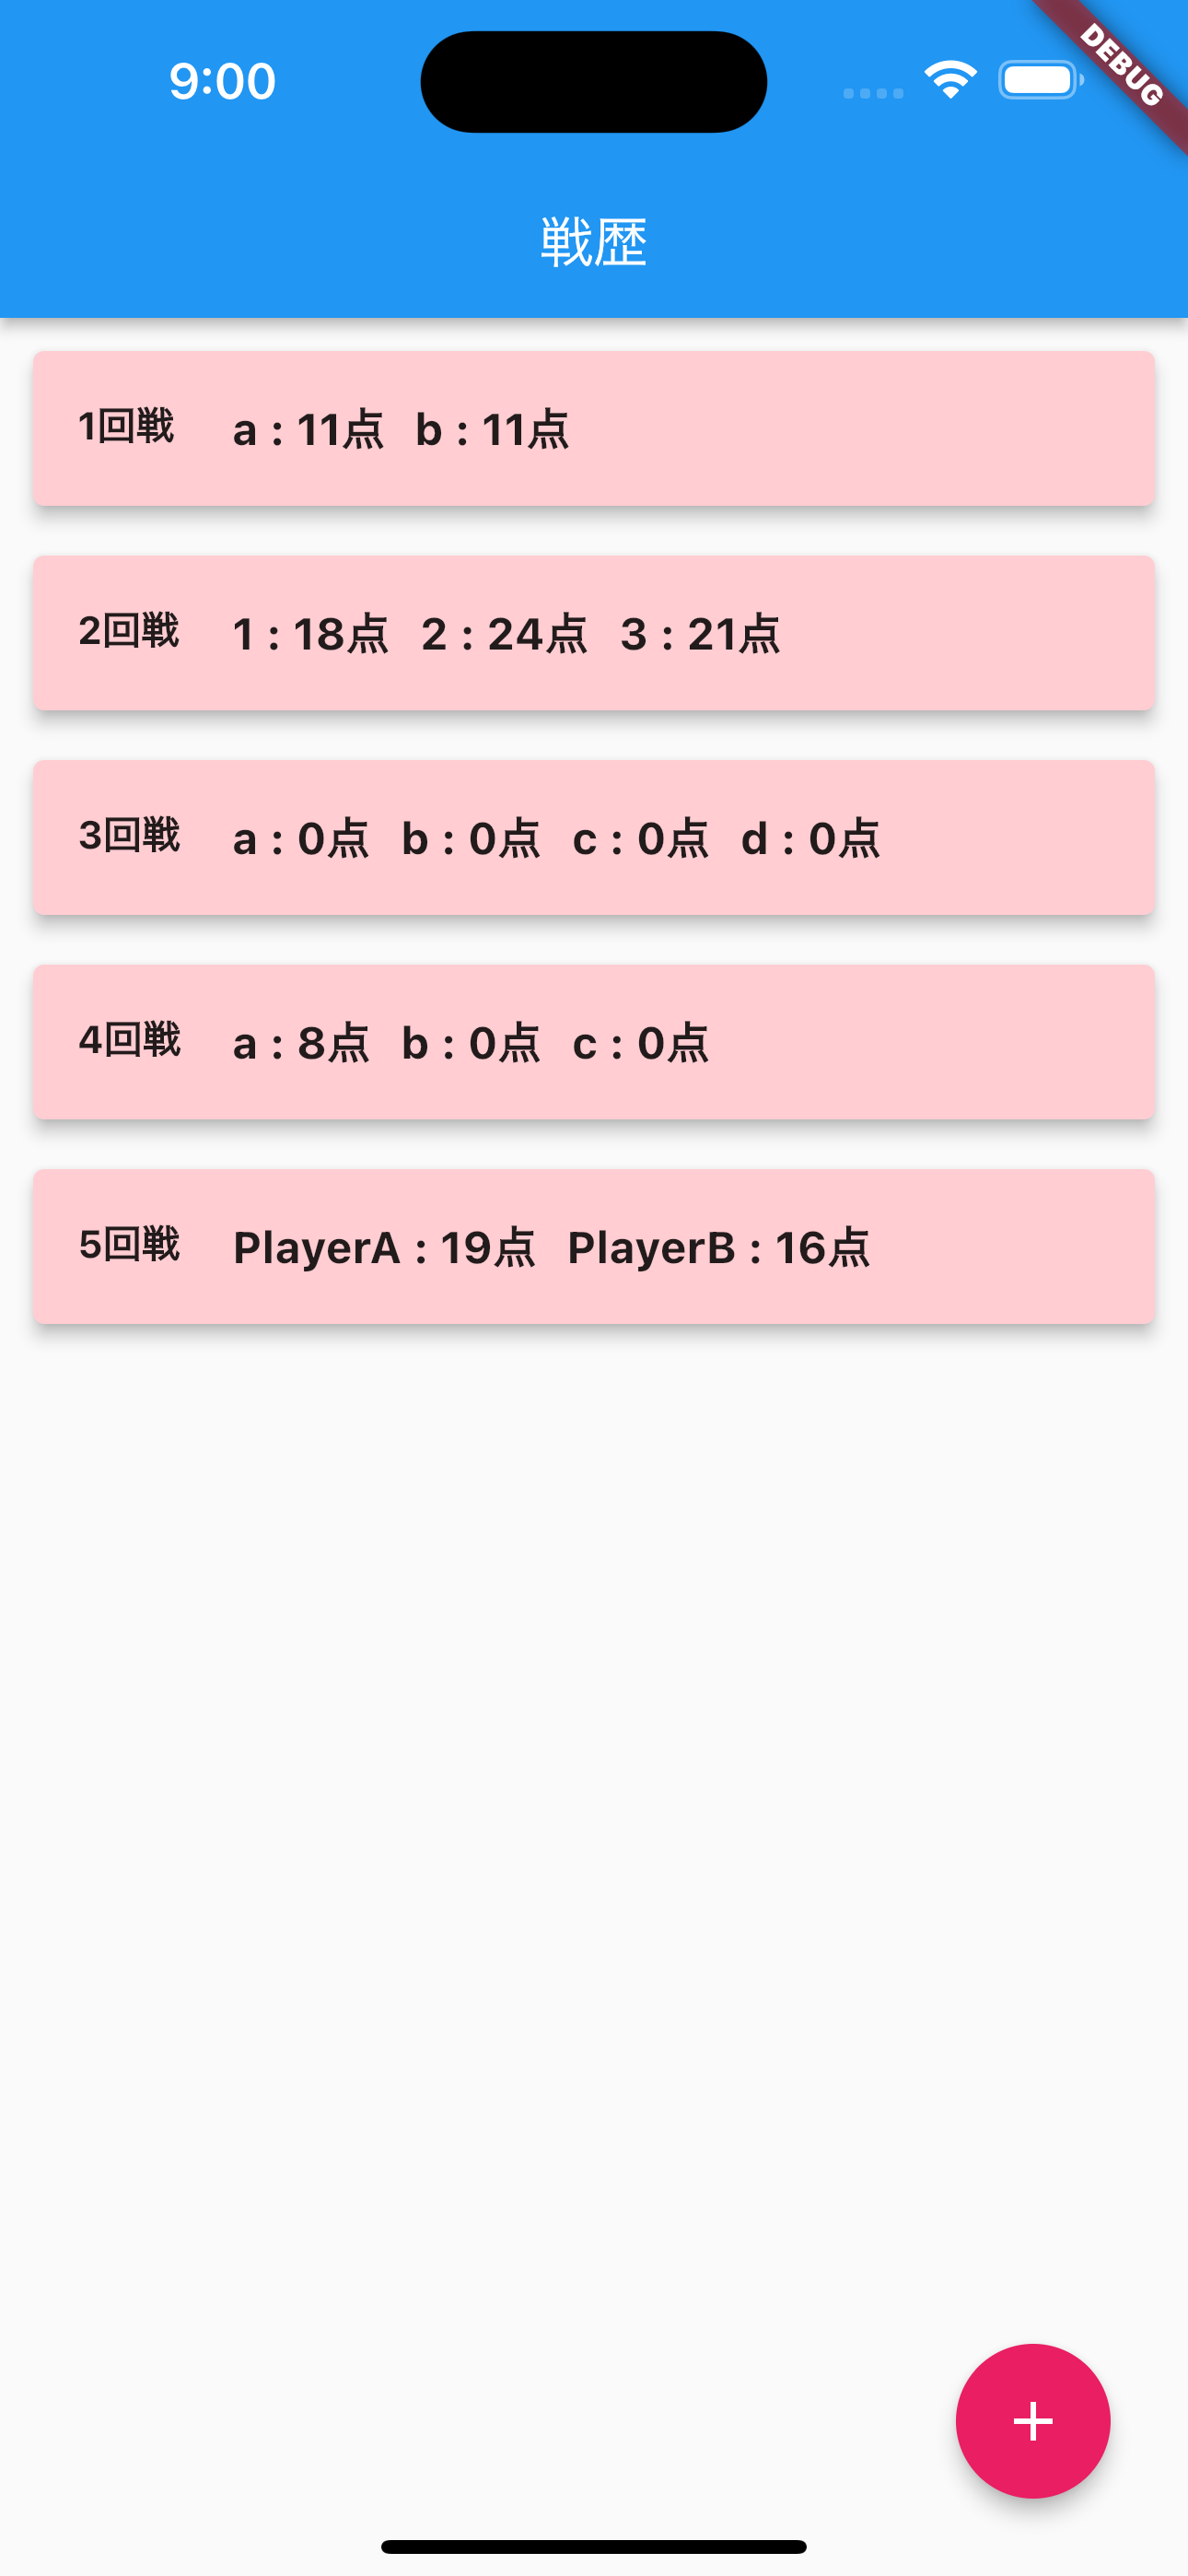 9:00
DEBUG
戦歴
1回戦 a : 11点 b : 11点
2回戦 1 : 18点 2 : 24点 3 : 21点
3回戦 a : 0点 b : 0点 c : 0点 d : 0点
4回戦 a : 8点 b : 0点 c : 0点
5回戦 PlayerA : 19点 PlayerB : 16点
+